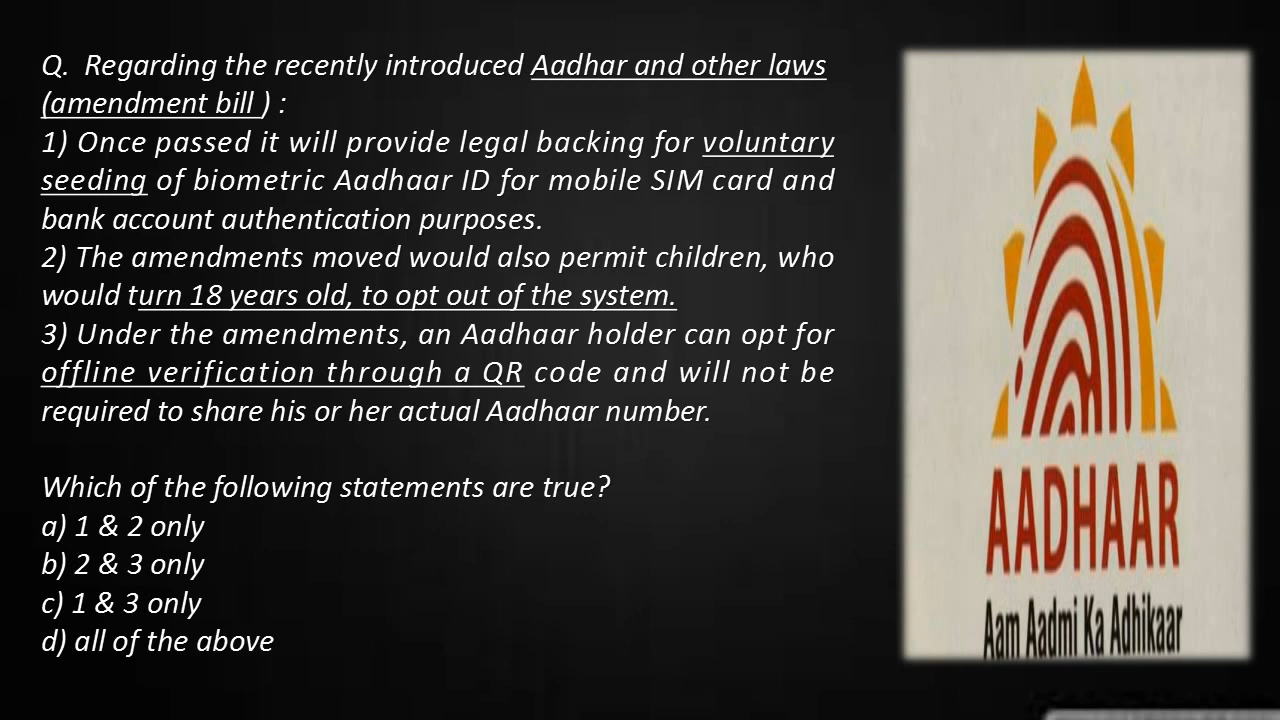 Q. Regarding the recently introduced Aadhar and other laws
(amendment bill ) :
1) Once passed it will provide legal backing for voluntary
seeding of biometric Aadhaar ID for mobile SIM card and
bank account authentication purposes.
2) The amendments moved would also permit children, who
would turn 18 years old, to opt out of the system.
3) Under the amendments, an Aadhaar holder can opt for
offline verification through a QR code and will not be
required to share his or her actual Aadhaar number.
Which of the following statements are true?
a) 1 & 2 only
b) 2 & 3 only
c) 1 & 3 only
d) all of the above
AADHAAR
Aam Aadmi Ka Adhikaar